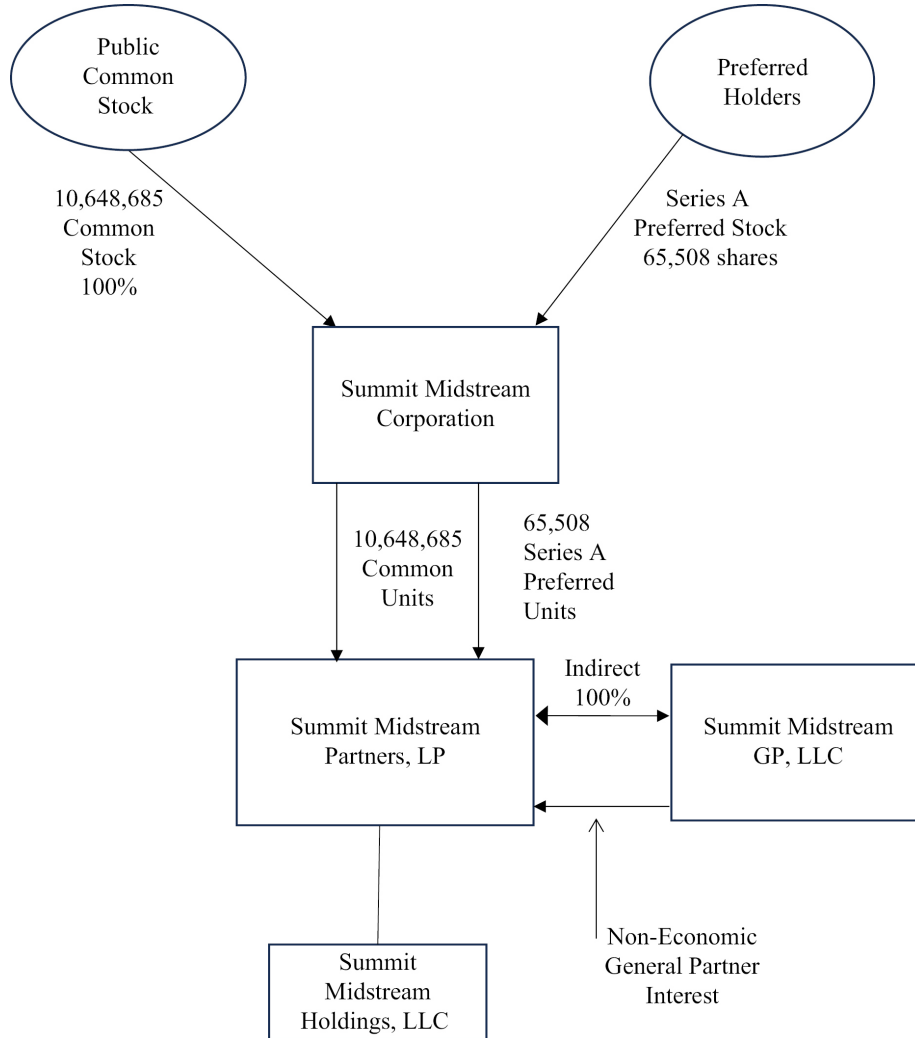 Public
Common
Stock
Preferred
Holders
10,648,685
Common
Stock
100%
Series A
Preferred Stock
65,508 shares
Summit Midstream
Corporation
10,648,685
Common
Units
65,508
Series A
Preferred
Units
Indirect
100%
Summit Midstream
Partners, LP
Summit Midstream
GP, LLC
Non-Economic
General Partner
Interest
Summit
Midstream
Holdings, LLC